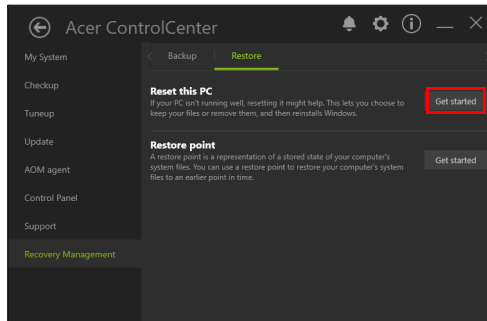 Acer ControlCenter
My System
Checkup
Tuneup
Update
AOM agent
Control Panel
Support
Recovery Management
Backup
Restore
Reset this PC
If your PC isn't running well, resetting it might help. This lets you choose to
keep your files or remove them, and then reinstalls Windows.
Get started
Restore point
A restore point is a representation of a stored state of your computer's
system files. You can use a restore point to restore your computer's system
files to an earlier point in time.
Get started